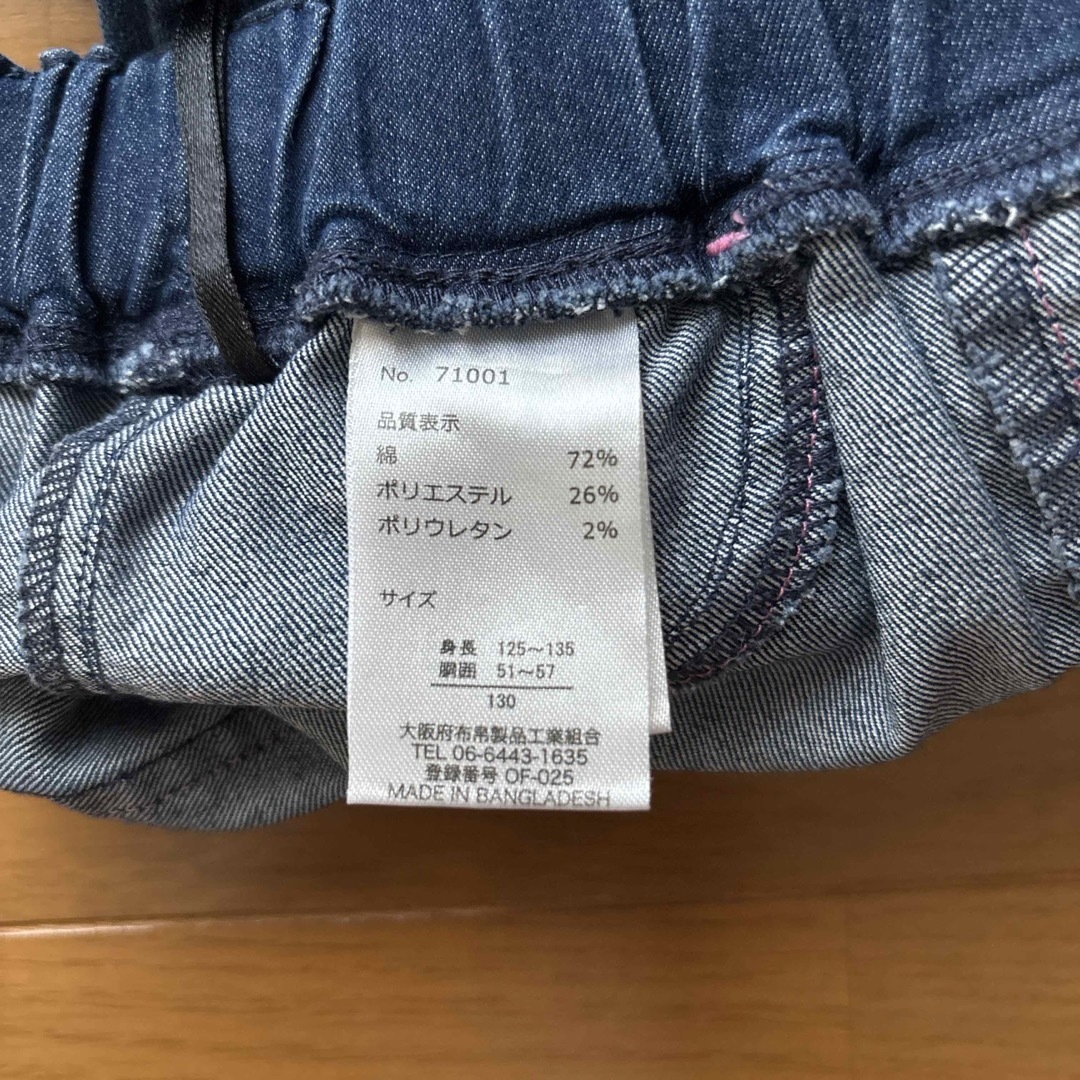 No. 71001
品質表示
綿 72%
ポリエステル 26%
ポリウレタン 2%
サイズ
身長 125～135
胴囲 51～57
130
大阪府布帛製品工業組合
TEL 06-6443-1635
登録番号 OF-025
MADE IN BANGLADESH